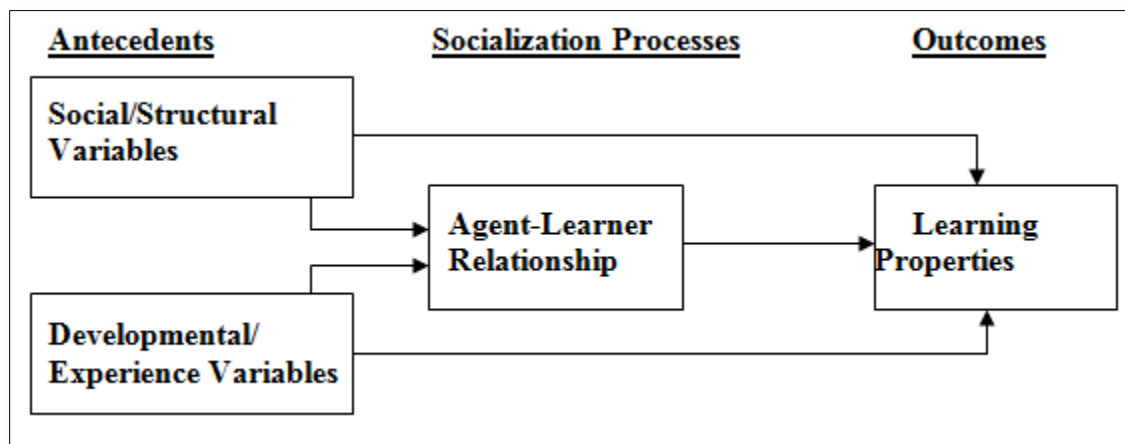 Antecedents
Socialization Processes
Outcomes
Social/Structural
Variables
Agent-Learner
Relationship
Learning
Properties
Developmental/
Experience Variables